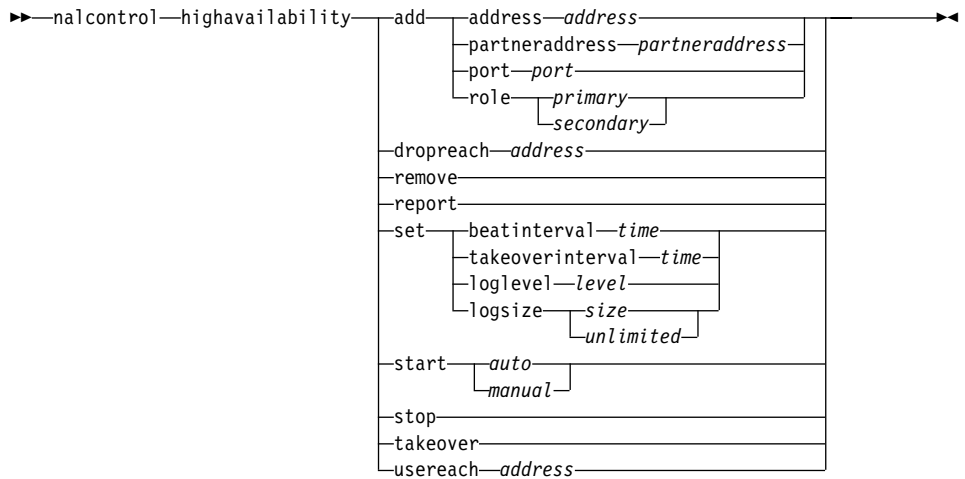 nalcontrol highavailability add address address
partneraddress partneraddress
port port
role primary
secondary
dropreach address
remove
report
set beatinterval time
takeoverinterval time
loglevel level
logsize size
unlimited
start auto
manual
stop
takeover
usereach address